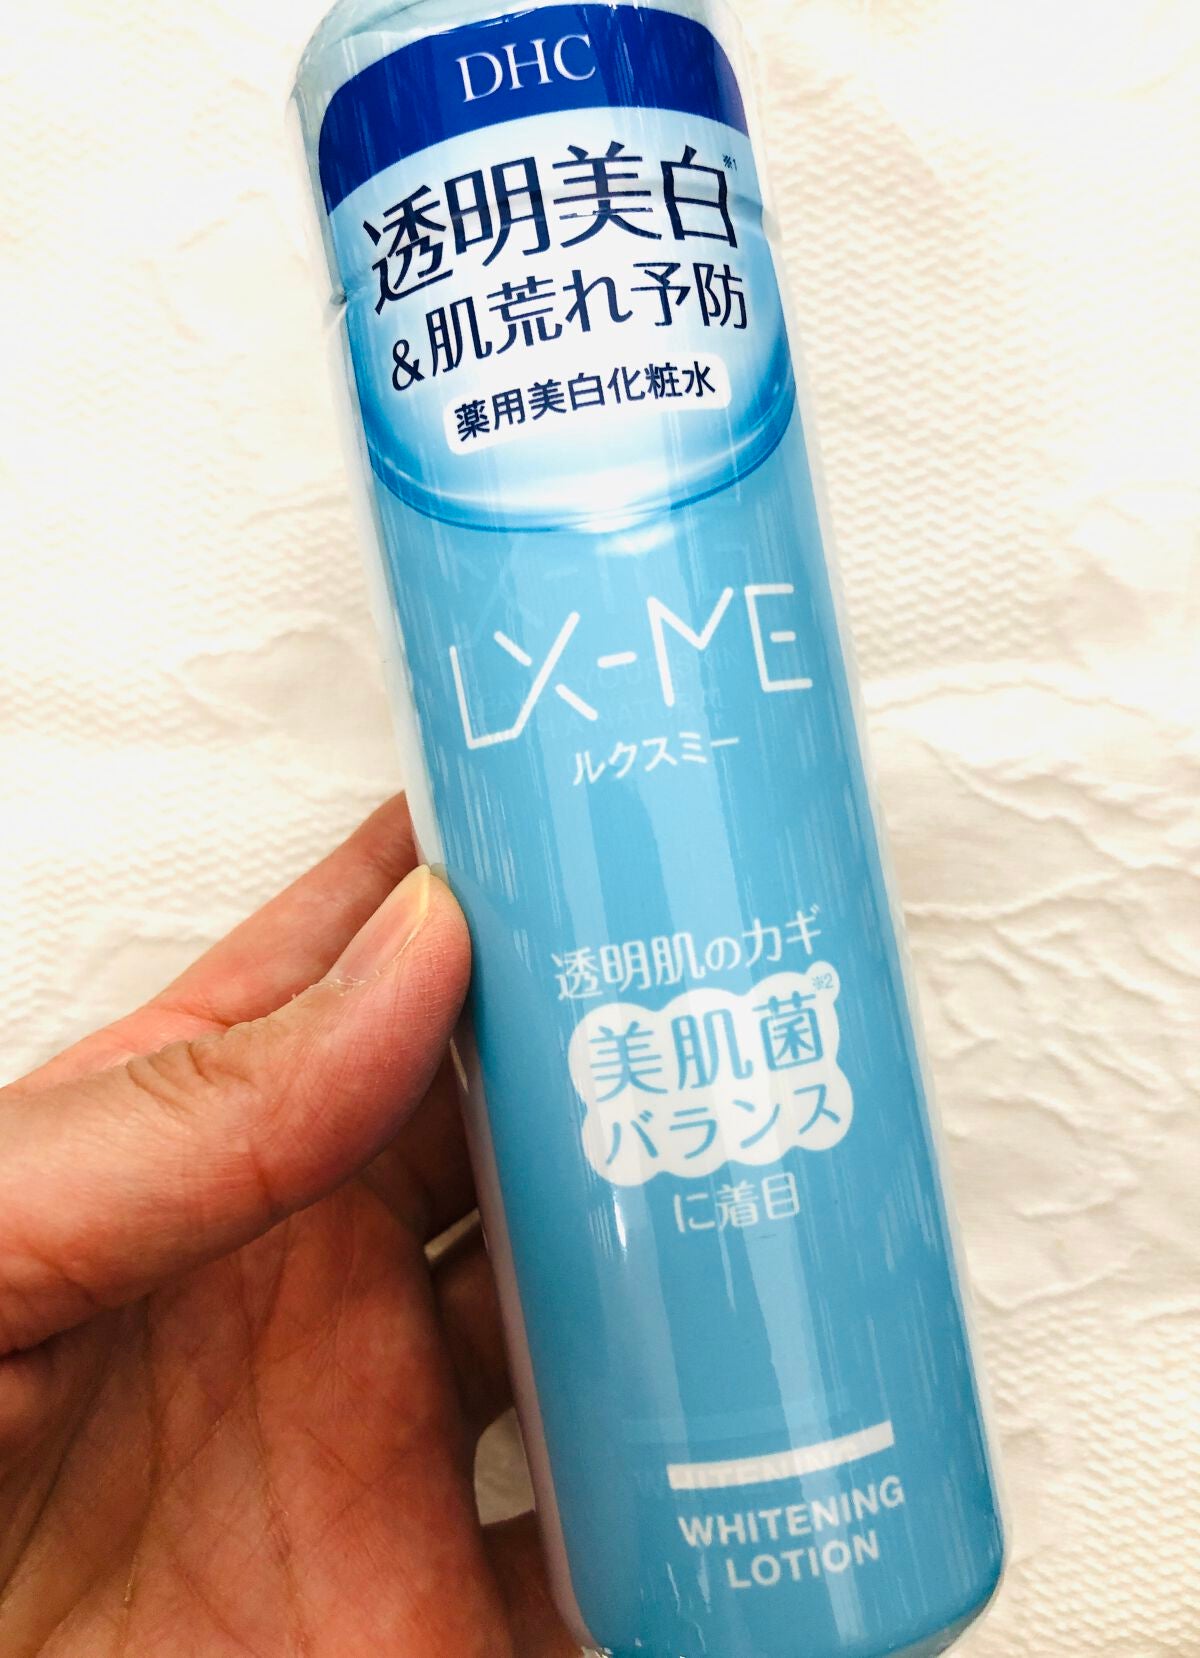 DHC
透明美白※1
&肌荒れ予防
薬用美白化粧水
LX-ME
ルクスミー
透明肌のカギ
美肌菌※2
バランス
に着目
WHITENING
LOTION